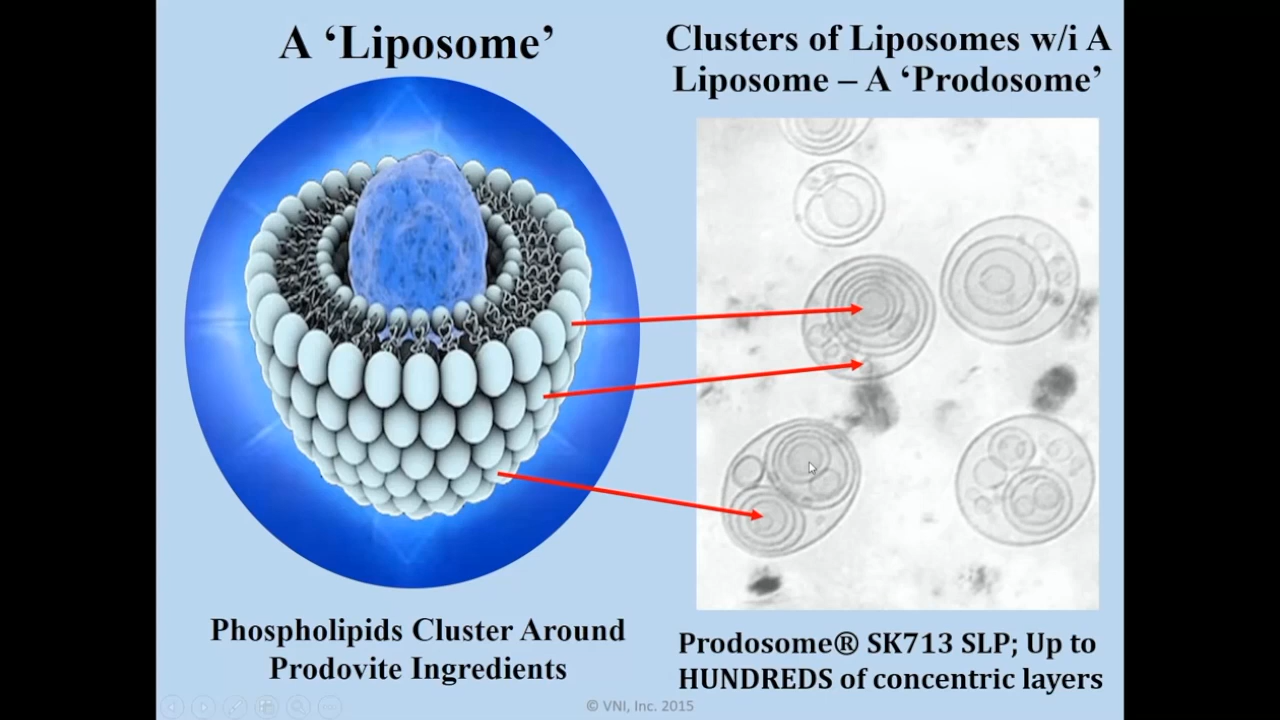 A ‘Liposome’
Clusters of Liposomes w/i A
Liposome – A ‘Prodosome’
Phospholipids Cluster Around
Prodovite Ingredients
Prodosome® SK713 SLP; Up to
HUNDREDS of concentric layers
© VNI, Inc. 2015